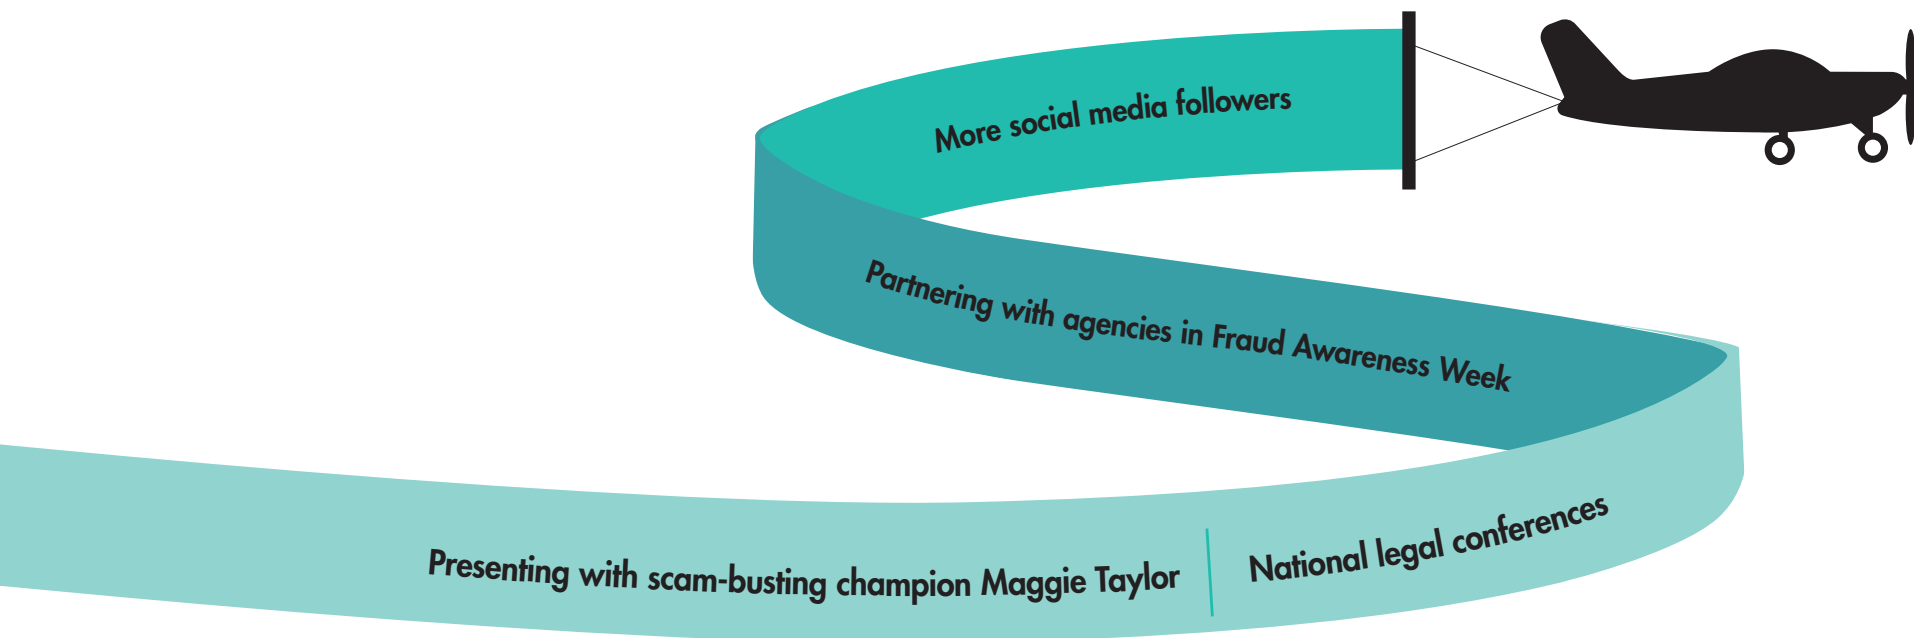 More social media followers
Partnering with agencies in Fraud Awareness Week
Presenting with scam-busting champion Maggie Taylor
National legal conferences